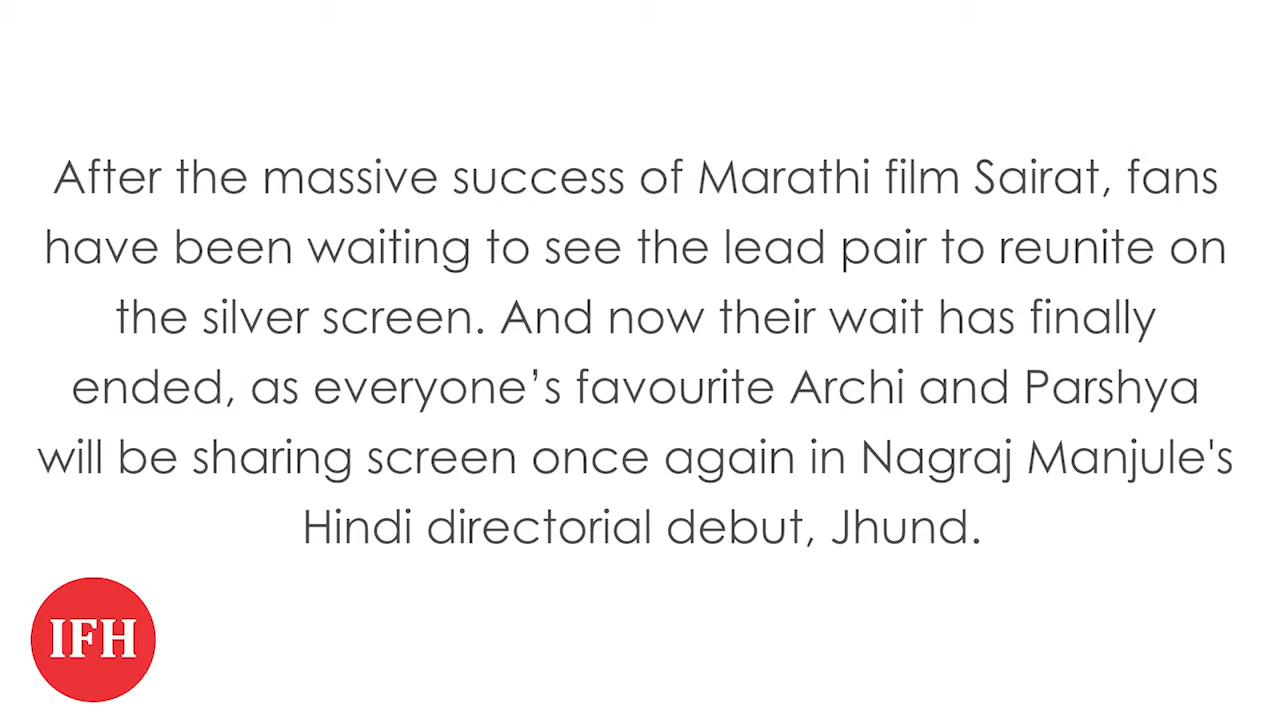 After the massive success of Marathi film Sairat, fans
have been waiting to see the lead pair to reunite on
the silver screen. And now their wait has finally
ended, as everyone’s favourite Archi and Parshya
will be sharing screen once again in Nagraj Manjule's
Hindi directorial debut, Jhund.
IFH